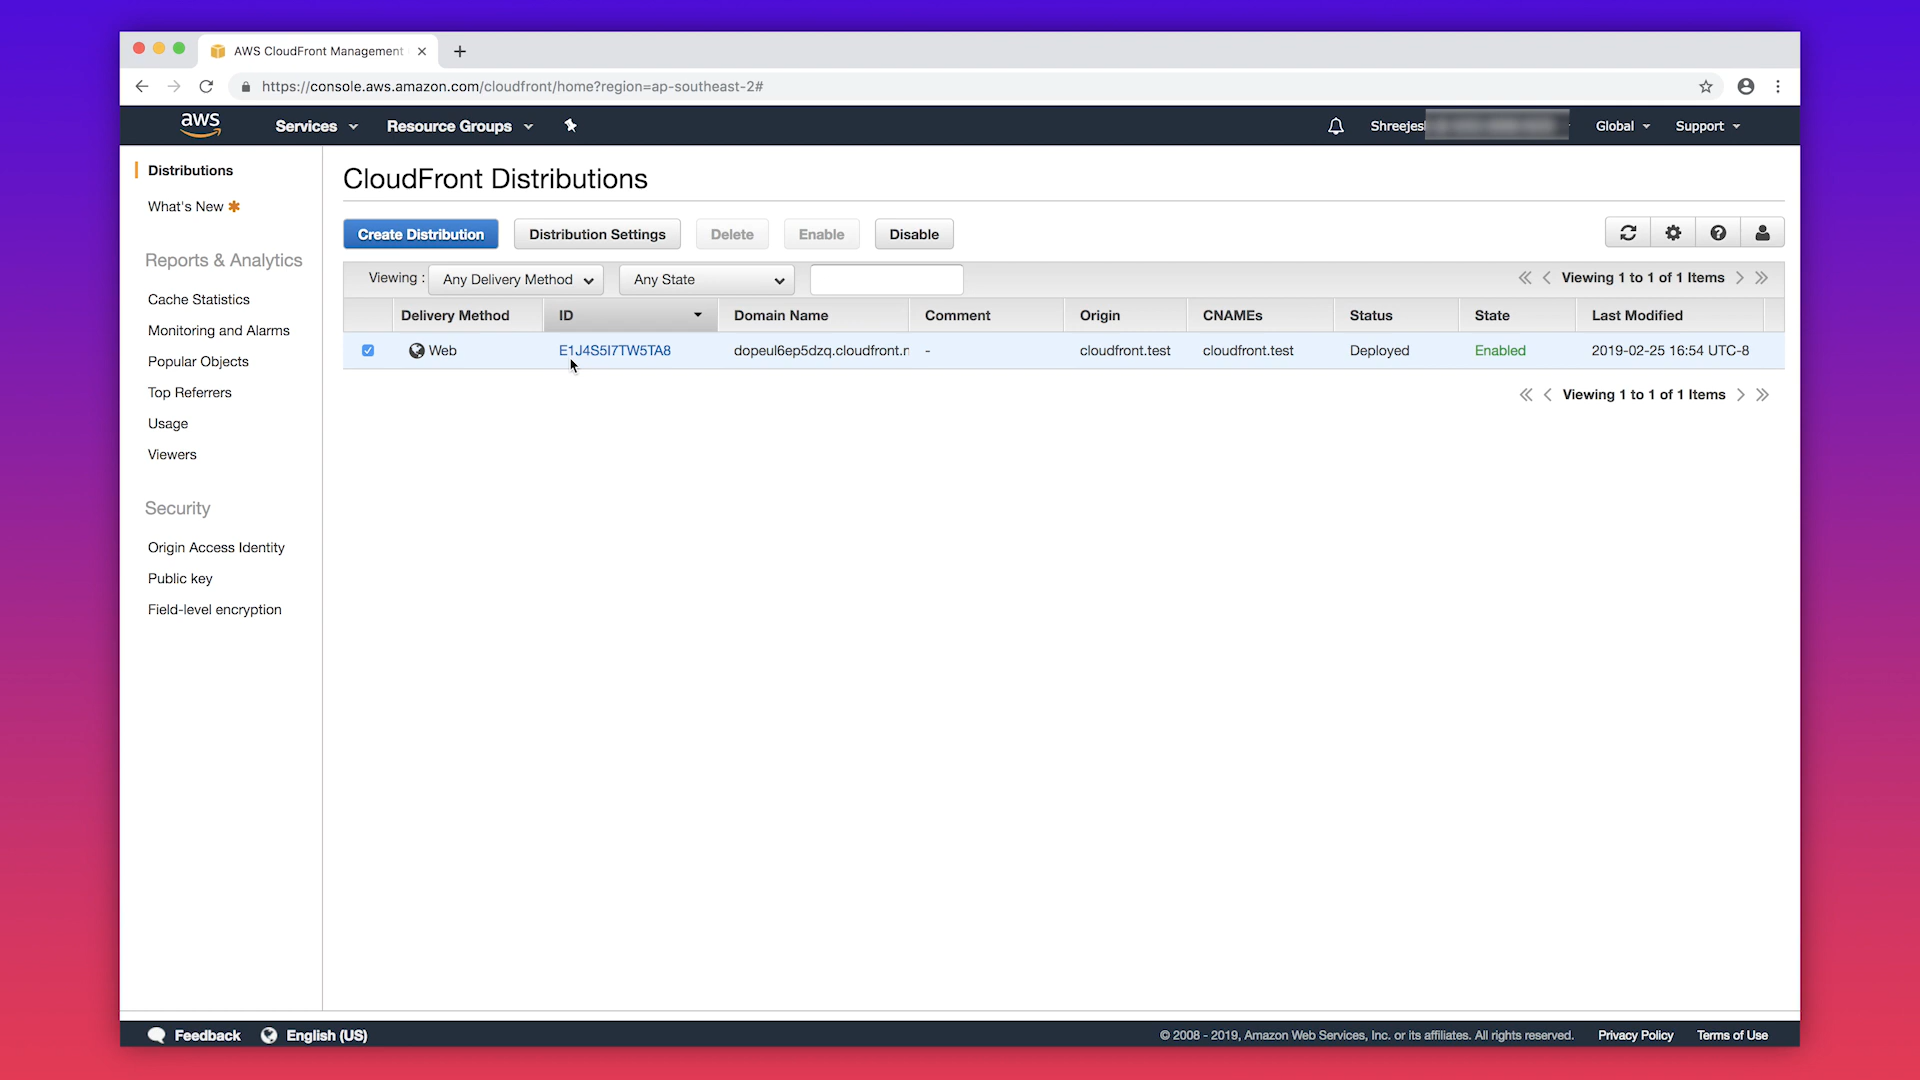 AWS CloudFront Management
https://console.aws.amazon.com/cloudfront/home?region=ap-southeast-2#
aws Services Resource Groups Shreejes Global Support
Distributions
What's New
Reports & Analytics
Cache Statistics
Monitoring and Alarms
Popular Objects
Top Referrers
Usage
Viewers
Security
Origin Access Identity
Public key
Field-level encryption
CloudFront Distributions
Create Distribution Distribution Settings Delete Enable Disable
Viewing : Any Delivery Method Any State Viewing 1 to 1 of 1 Items
Delivery Method ID Domain Name Comment Origin CNAMEs Status State Last Modified
Web E1J4S5I7TW5TA8 dopeul6ep5dzq.cloudfront.n - cloudfront.test cloudfront.test Deployed Enabled 2019-02-25 16:54 UTC-8
Viewing 1 to 1 of 1 Items
Feedback English (US) © 2008 - 2019, Amazon Web Services, Inc. or its affiliates. All rights reserved. Privacy Policy Terms of Use